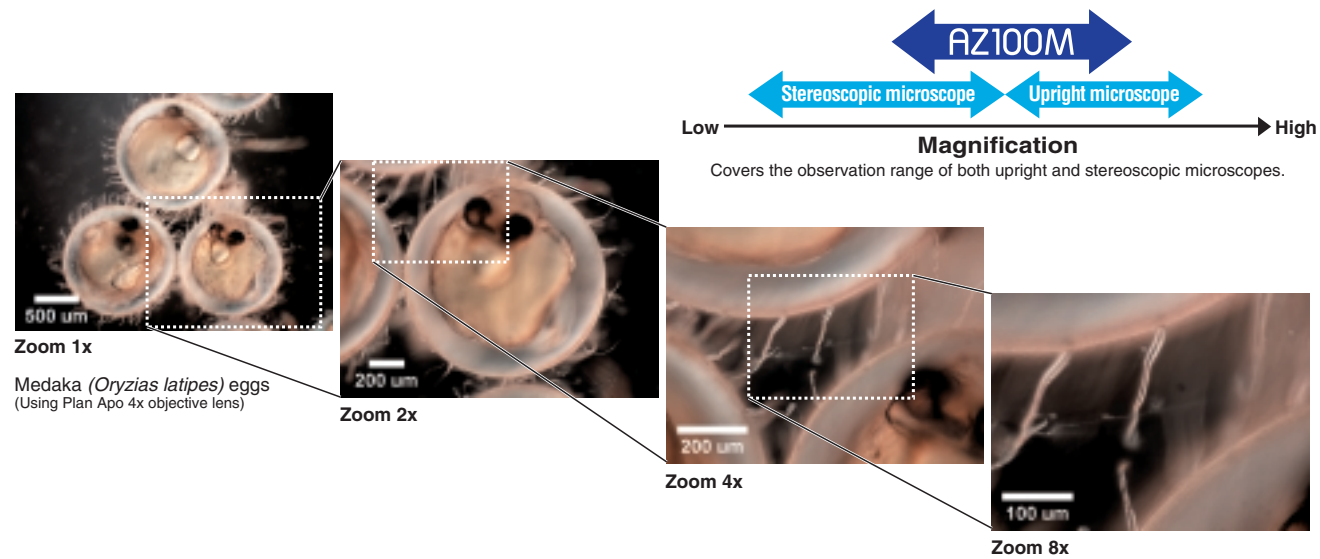 AZ100M
Stereoscopic microscope
Upright microscope
Low
High
Magnification
Covers the observation range of both upright and stereoscopic microscopes.
500 um
Zoom 1x
Medaka (Oryzias latipes) eggs
(Using Plan Apo 4x objective lens)
200 um
Zoom 2x
200 um
Zoom 4x
100 um
Zoom 8x